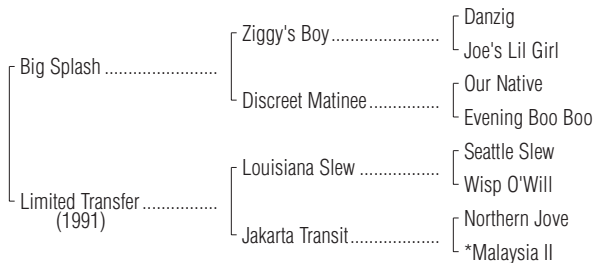 Danzig
Ziggy's Boy.......................
Joe's Lil Girl
Big Splash ........................
Our Native
Discreet Matinee...............
Evening Boo Boo
Seattle Slew
Louisiana Slew .................
Wisp O'Will
Limited Transfer................
(1991)
Northern Jove
Jakarta Transit...................
*Malaysia II